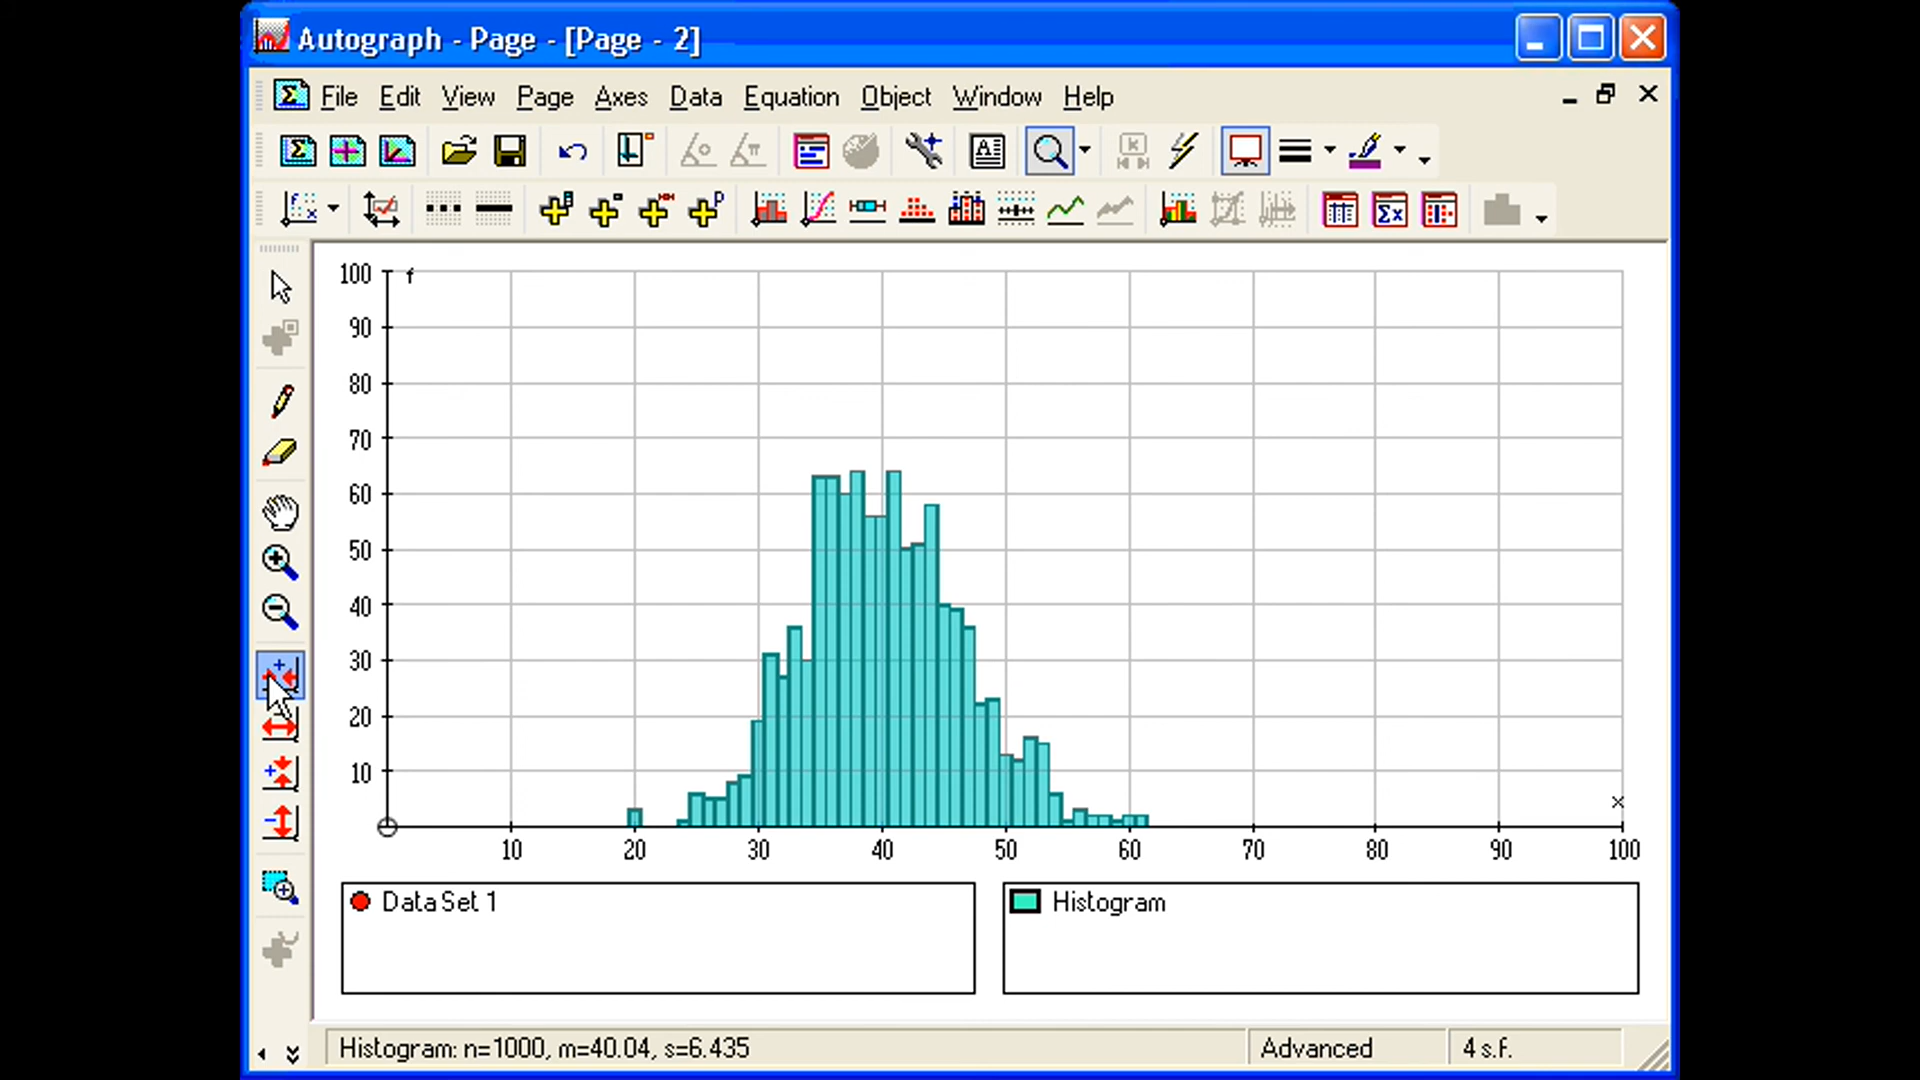 Autograph - Page - [Page - 2]
File Edit View Page Axes Data Equation Object Window Help
100 f
90
80
70
60
50
40
30
20
10
x
10 20 30 40 50 60 70 80 90 100
Data Set 1
Histogram
Histogram: n=1000, m=40.04, s=6.435 Advanced 4 s.f.